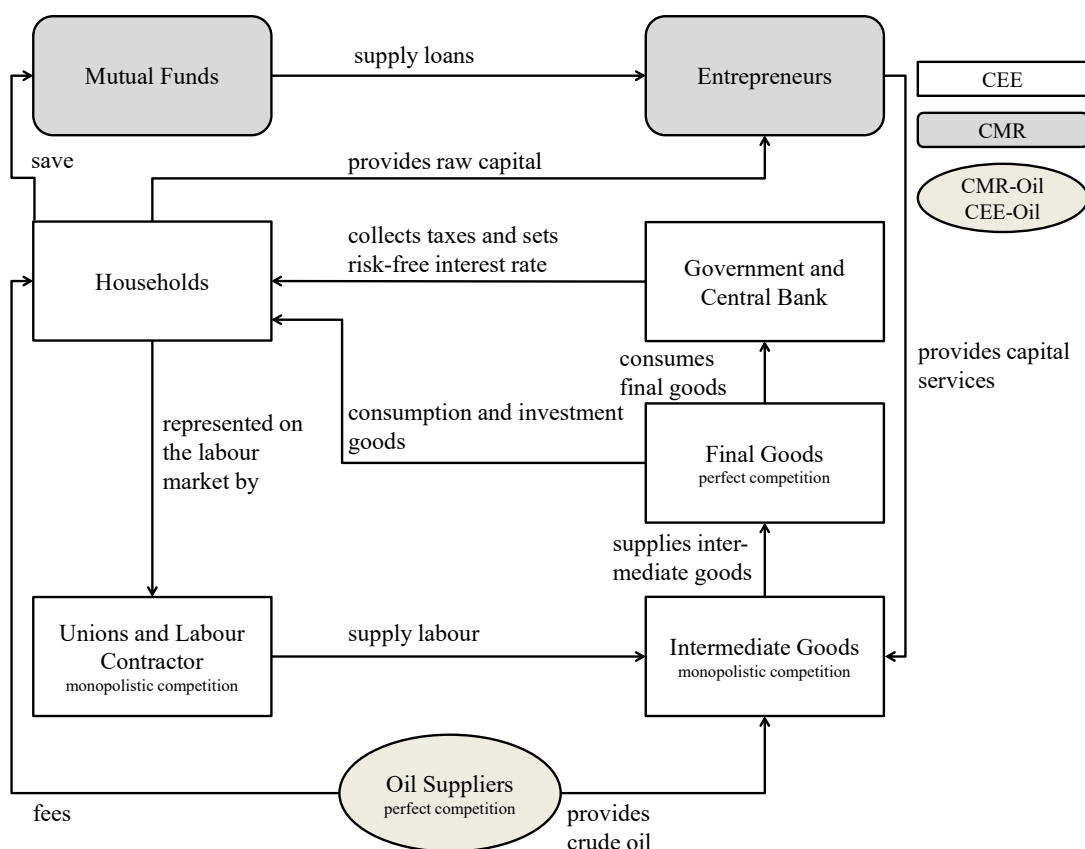 Mutual Funds
supply loans
Entrepreneurs
CEE
CMR
CMR-Oil
CEE-Oil
save
provides raw capital
Households
collects taxes and sets
risk-free interest rate
Government and
Central Bank
provides capital
services
consumes
final goods
consumption and investment
goods
represented on
the labour
market by
Final Goods
perfect competition
supplies inter-
mediate goods
Unions and Labour
Contractor
monopolistic competition
supply labour
Intermediate Goods
monopolistic competition
Oil Suppliers
perfect competition
fees
provides
crude oil